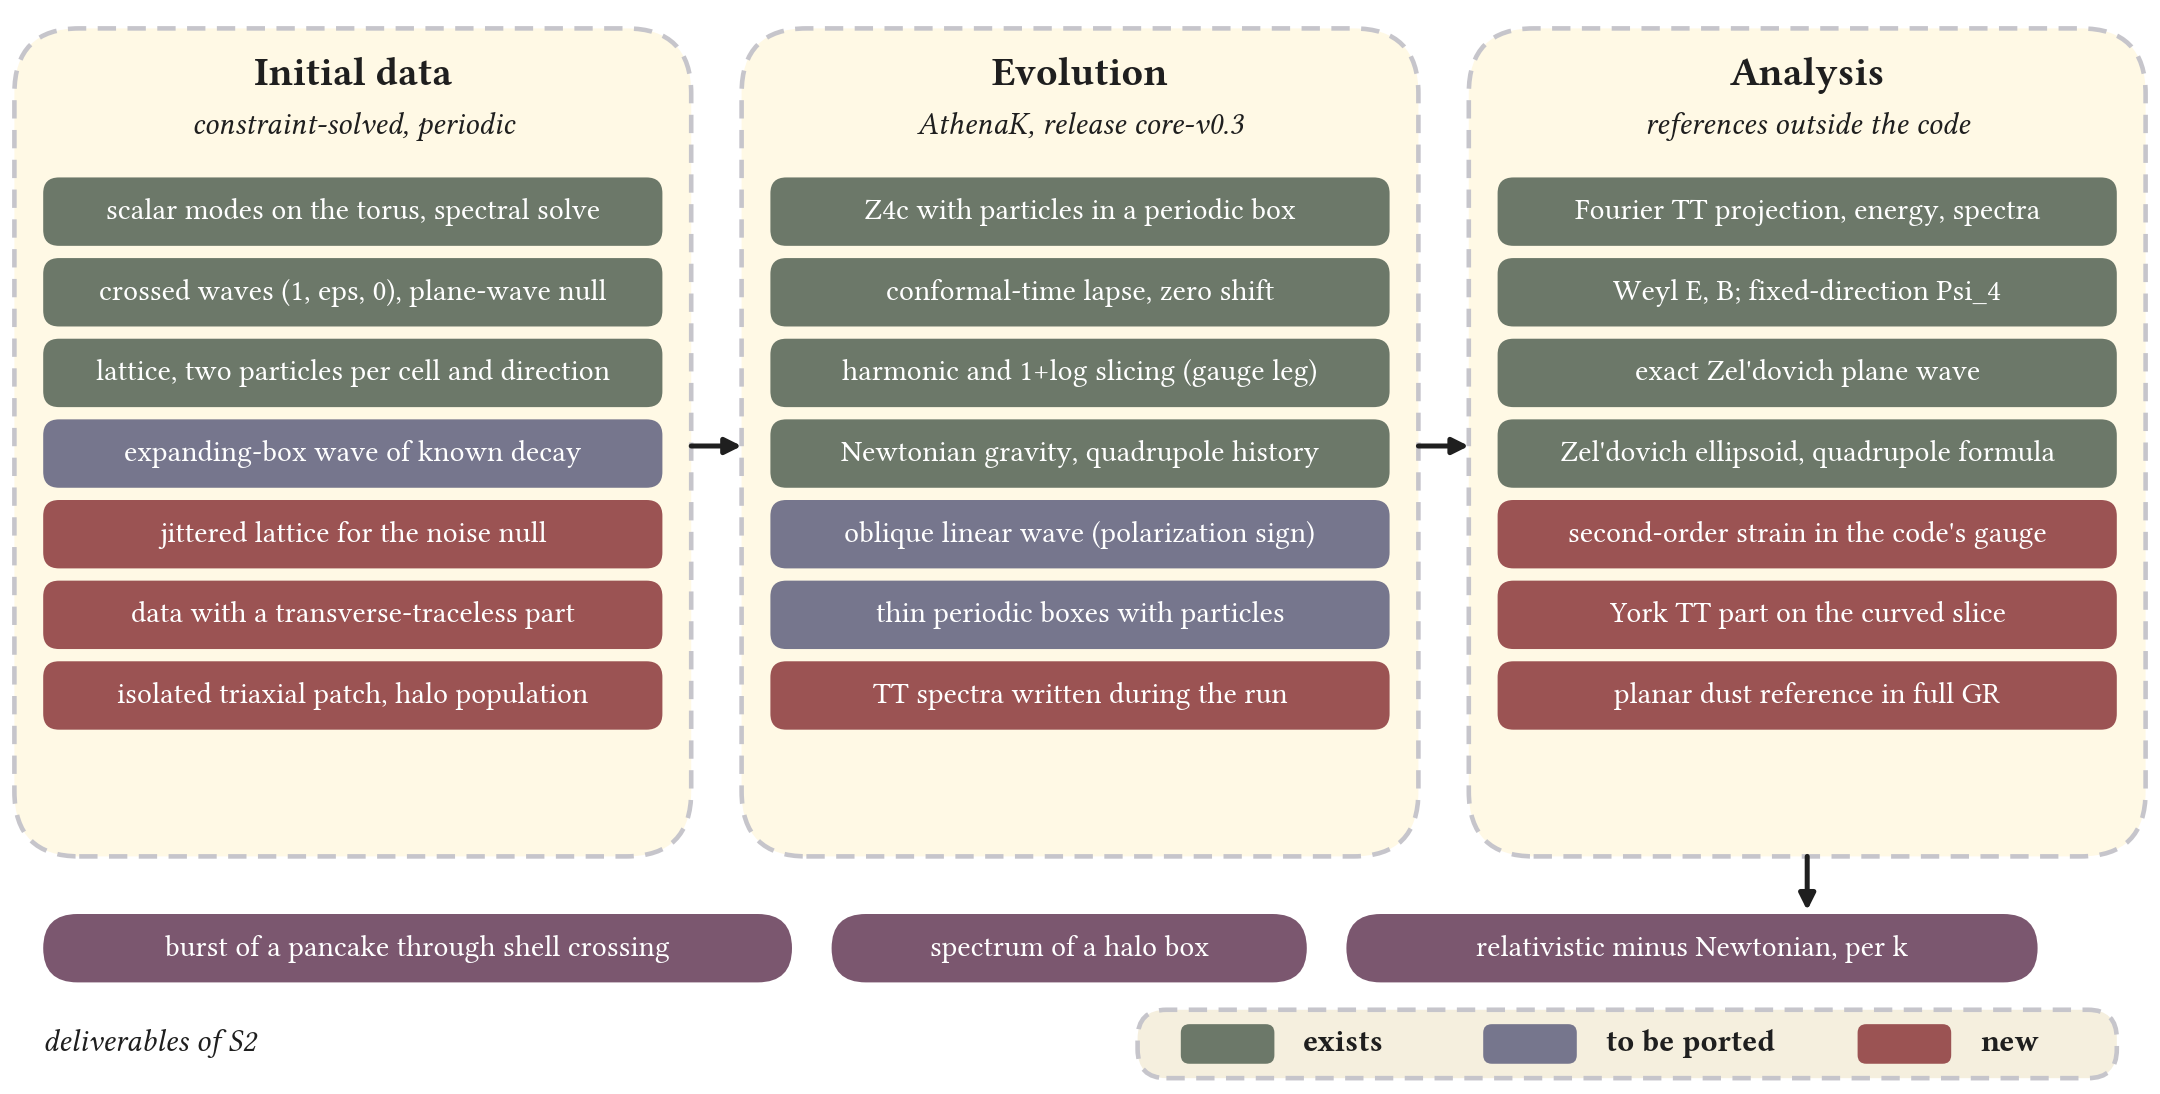 Initial data
constraint-solved, periodic
scalar modes on the torus, spectral solve
crossed waves (1, eps, 0), plane-wave null
lattice, two particles per cell and direction
expanding-box wave of known decay
jittered lattice for the noise null
data with a transverse-traceless part
isolated triaxial patch, halo population
Evolution
AthenaK, release core-v0.3
Z4c with particles in a periodic box
conformal-time lapse, zero shift
harmonic and 1+log slicing (gauge leg)
Newtonian gravity, quadrupole history
oblique linear wave (polarization sign)
thin periodic boxes with particles
TT spectra written during the run
Analysis
references outside the code
Fourier TT projection, energy, spectra
Weyl E, B; fixed-direction Psi_4
exact Zel'dovich plane wave
Zel'dovich ellipsoid, quadrupole formula
second-order strain in the code's gauge
York TT part on the curved slice
planar dust reference in full GR
burst of a pancake through shell crossing
spectrum of a halo box
relativistic minus Newtonian, per k
deliverables of S2
exists
to be ported
new